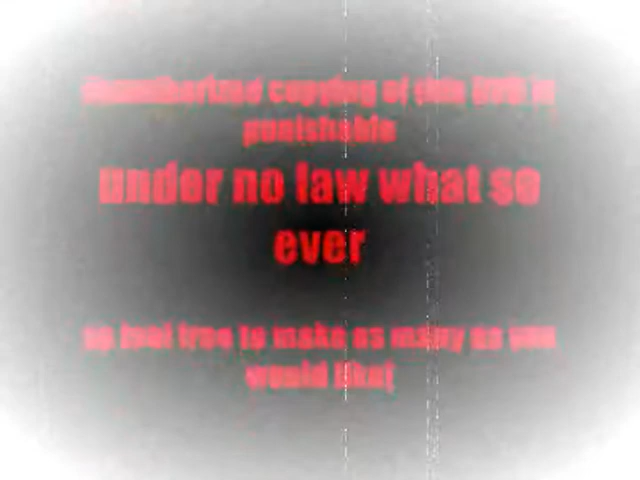 Unauthorized copying of this DVD is
punishable
under no law what so
ever
so feel free to make as many as you
would like!